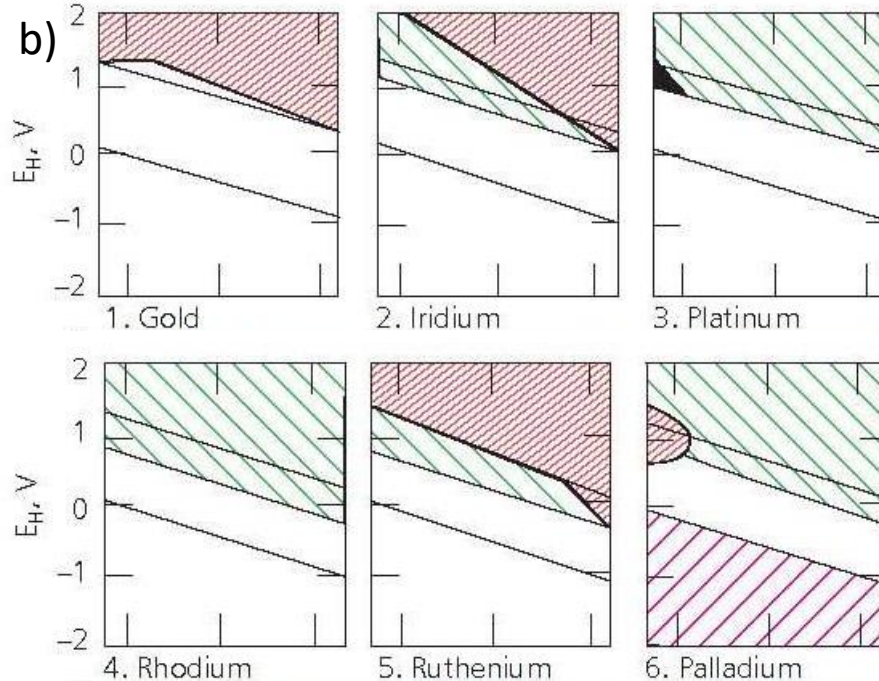 b)
2
1
0
−1
−2
E_H, V
1. Gold
2. Iridium
3. Platinum
2
1
0
−1
−2
E_H, V
4. Rhodium
5. Ruthenium
6. Palladium